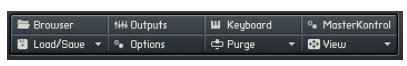 Browser Outputs Keyboard MasterKontrol
Load/Save Options Purge View